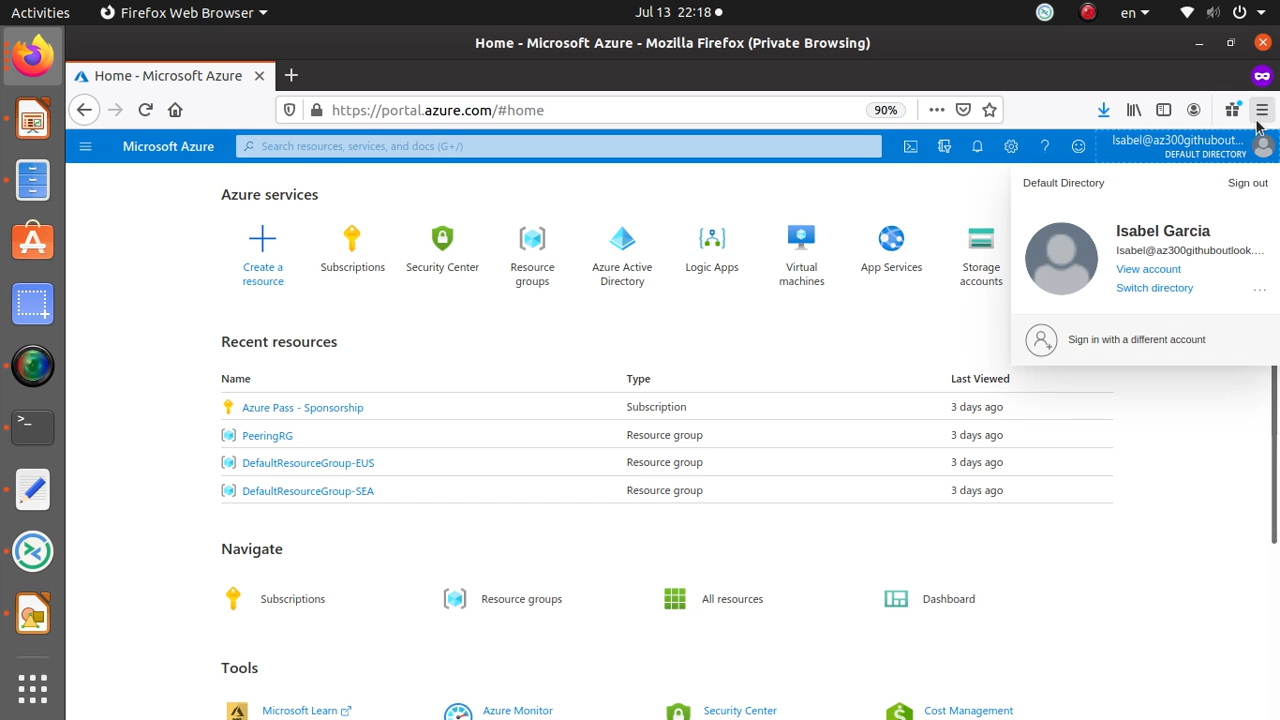 Activities
Firefox Web Browser
Jul 13 22:18
en
Home - Microsoft Azure - Mozilla Firefox (Private Browsing)
Home - Microsoft Azure
https://portal.azure.com/#home
90%
Microsoft Azure
Search resources, services, and docs (G+/)
Isabel@az300githubout...
DEFAULT DIRECTORY
Default Directory
Sign out
Isabel Garcia
Isabel@az300githuboutlook....
View account
Switch directory
...
Sign in with a different account
Azure services
Create a resource
Subscriptions
Security Center
Resource groups
Azure Active Directory
Logic Apps
Virtual machines
App Services
Storage accounts
Recent resources
Name Type Last Viewed
Azure Pass - Sponsorship Subscription 3 days ago
PeeringRG Resource group 3 days ago
DefaultResourceGroup-EUS Resource group 3 days ago
DefaultResourceGroup-SEA Resource group 3 days ago
Navigate
Subscriptions Resource groups All resources Dashboard
Tools
Microsoft Learn Azure Monitor Security Center Cost Management